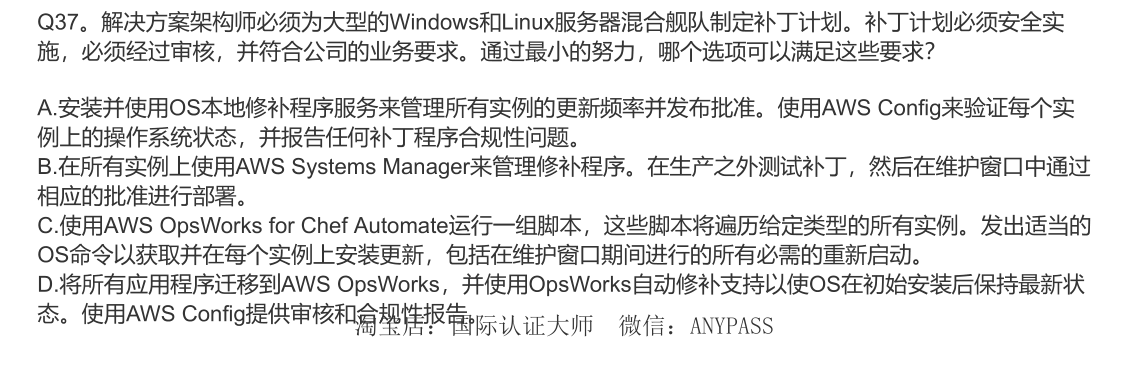 Q37。解决方案架构师必须为大型的Windows和Linux服务器混合舰队制定补丁计划。补丁计划必须安全实
施，必须经过审核，并符合公司的业务要求。通过最小的努力，哪个选项可以满足这些要求？
A.安装并使用OS本地修补程序服务来管理所有实例的更新频率并发布批准。使用AWS Config来验证每个实
例上的操作系统状态，并报告任何补丁程序合规性问题。
B.在所有实例上使用AWS Systems Manager来管理修补程序。在生产之外测试补丁，然后在维护窗口中通过
相应的批准进行部署。
C.使用AWS OpsWorks for Chef Automate运行一组脚本，这些脚本将遍历给定类型的所有实例。发出适当的
OS命令以获取并在每个实例上安装更新，包括在维护窗口期间进行的所有必需的重新启动。
D.将所有应用程序迁移到AWS OpsWorks，并使用OpsWorks自动修补支持以使OS在初始安装后保持最新状
态。使用AWS Config提供审核和合规性报告。
淘宝店：国际认证大师 微信：ANYPASS